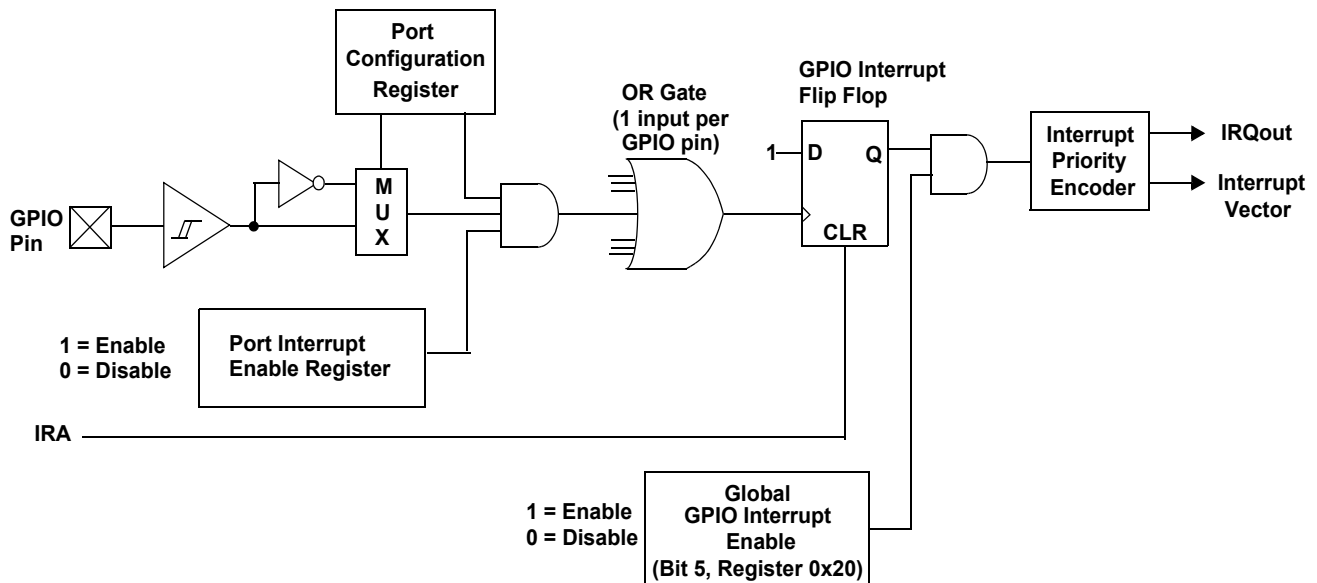 Port
Configuration
Register
GPIO Interrupt
Flip Flop
OR Gate
(1 input per
GPIO pin)
1
D
Q
CLR
Interrupt
Priority
Encoder
IRQout
Interrupt
Vector
M
U
X
GPIO
Pin
1 = Enable
0 = Disable
Port Interrupt
Enable Register
IRA
1 = Enable
0 = Disable
Global
GPIO Interrupt
Enable
(Bit 5, Register 0x20)